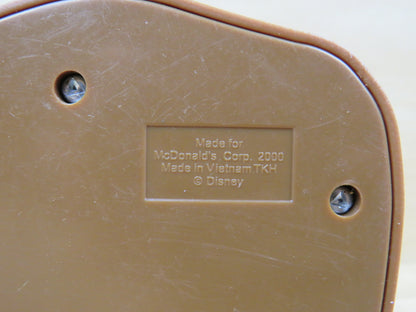 Made for
McDonald's Corp. 2000
Made in Vietnam TKH
© Disney